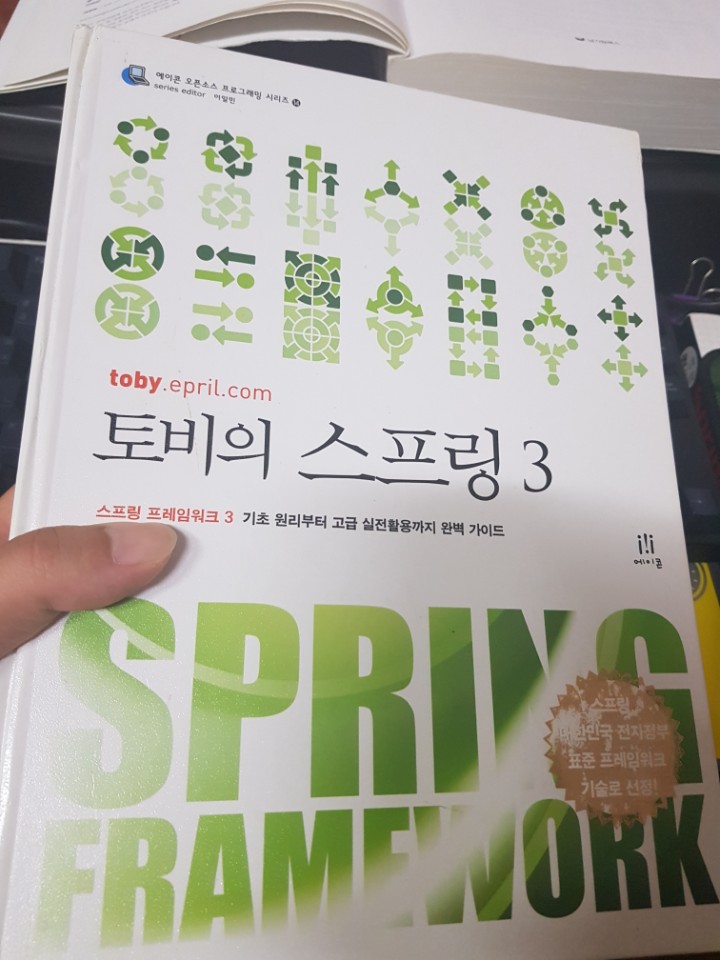 에이콘 오픈소스 프로그래밍 시리즈
series editor 이일민
toby.epril.com
토비의 스프링 3
스프링 프레임워크 3 기초 원리부터 고급 실전활용까지 완벽 가이드
에이콘
SPRING
FRAMEWORK
스프링
대한민국 전자정부
표준 프레임워크
기술로 선정!